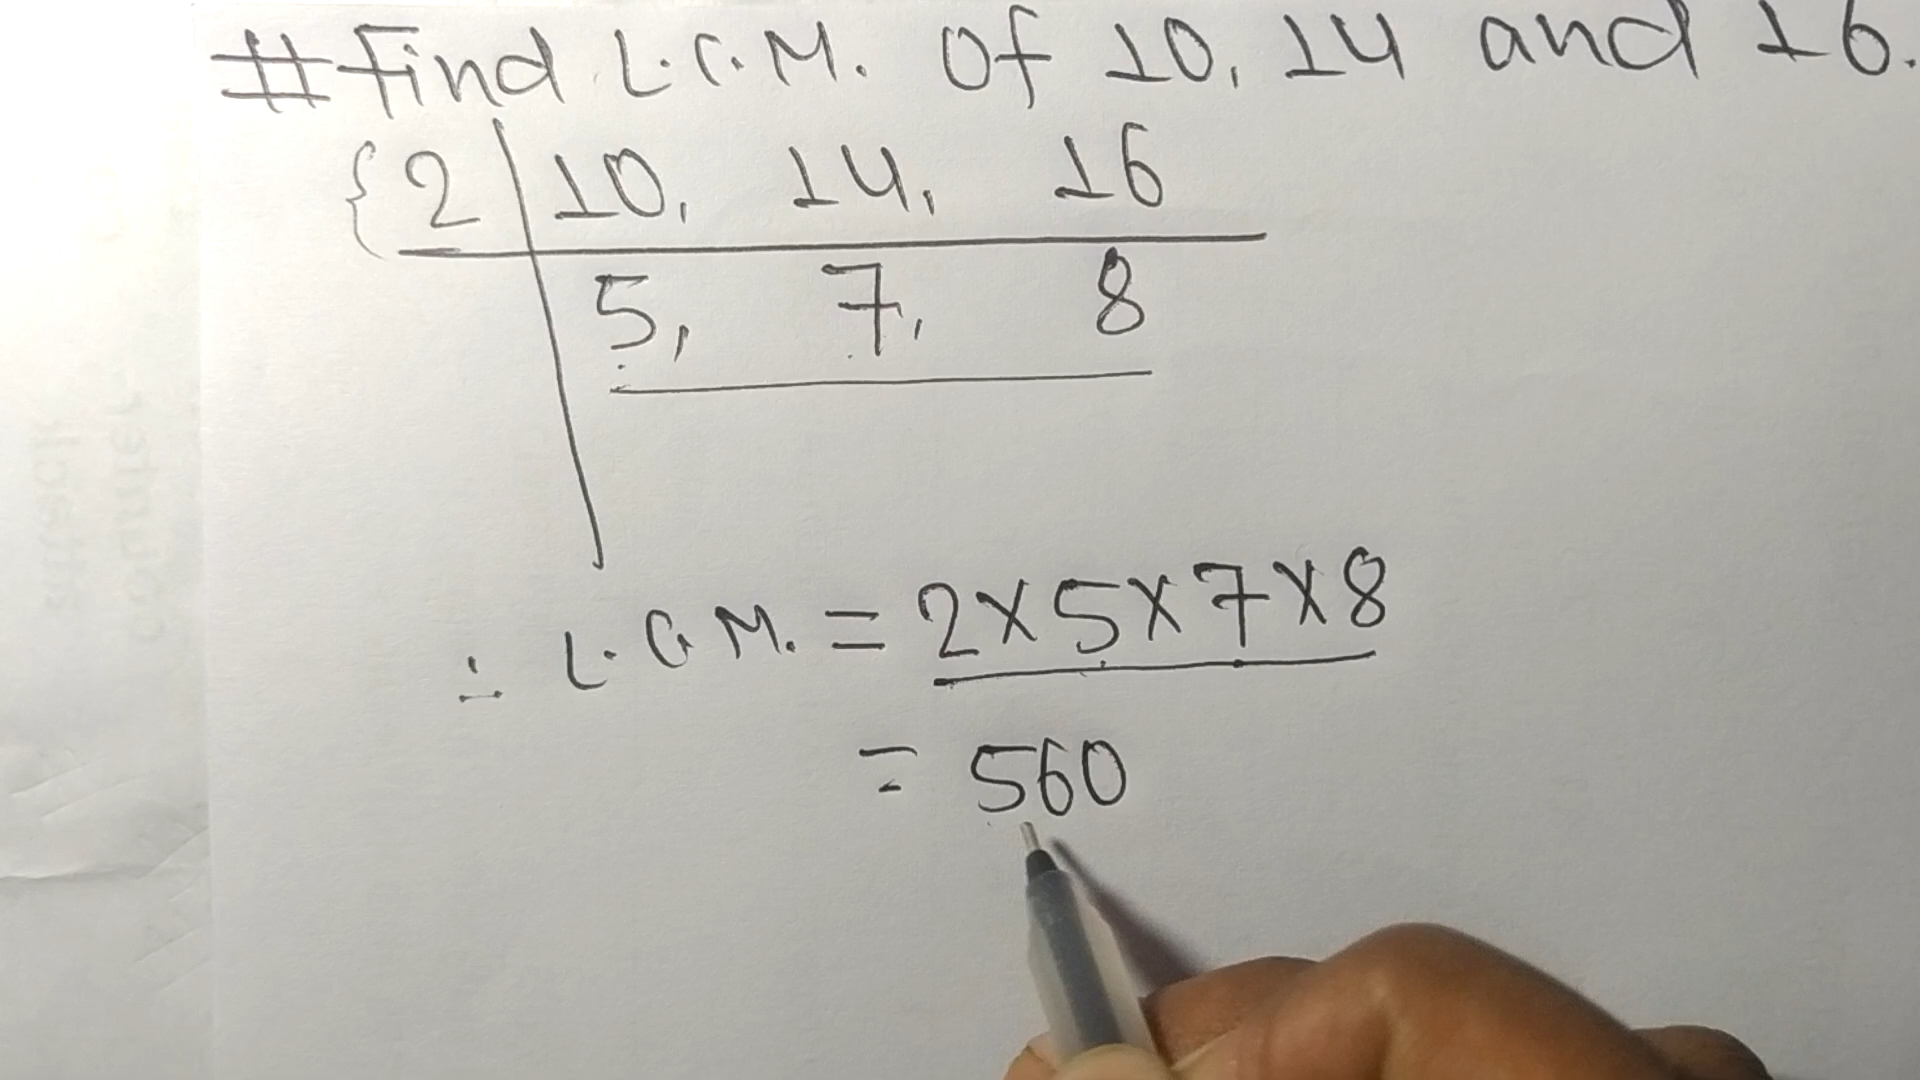 # Find L.C.M. of 10, 14 and 16.
2 | 10, 14, 16
5, 7, 8
∴ L.C.M. = 2×5×7×8
= 560